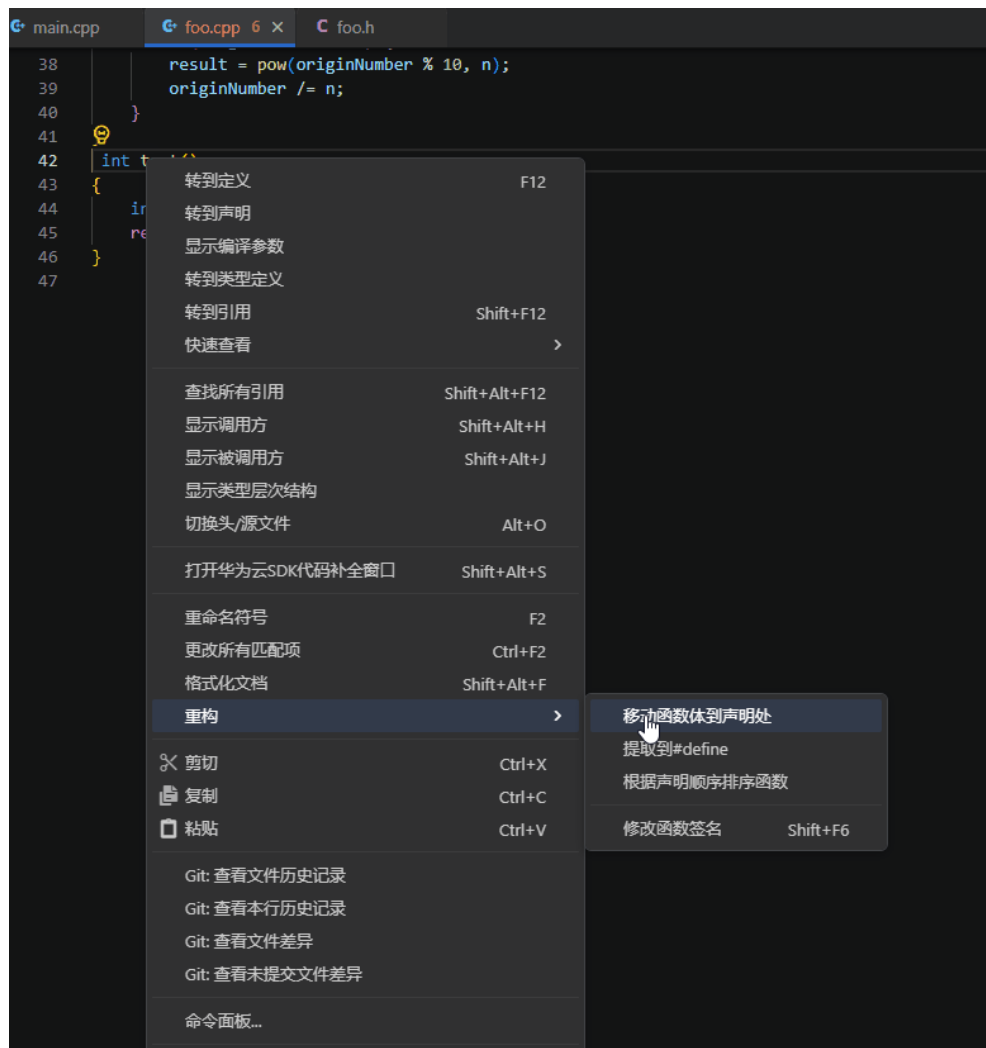 main.cpp foo.cpp 6 foo.h
38 result = pow(originNumber % 10, n);
39 originNumber /= n;
40 }
41
42 int
43 {
44
45
46 }
47
转到定义 F12
转到声明
显示编译参数
转到类型定义
转到引用 Shift+F12
快速查看
查找所有引用 Shift+Alt+F12
显示调用方 Shift+Alt+H
显示被调用方 Shift+Alt+J
显示类型层次结构
切换头/源文件 Alt+O
打开华为云SDK代码补全窗口 Shift+Alt+S
重命名符号 F2
更改所有匹配项 Ctrl+F2
格式化文档 Shift+Alt+F
重构
移动函数体到声明处
提取到#define
根据声明顺序排序函数
修改函数签名 Shift+F6
剪切 Ctrl+X
复制 Ctrl+C
粘贴 Ctrl+V
Git: 查看文件历史记录
Git: 查看本行历史记录
Git: 查看文件差异
Git: 查看未提交文件差异
命令面板...